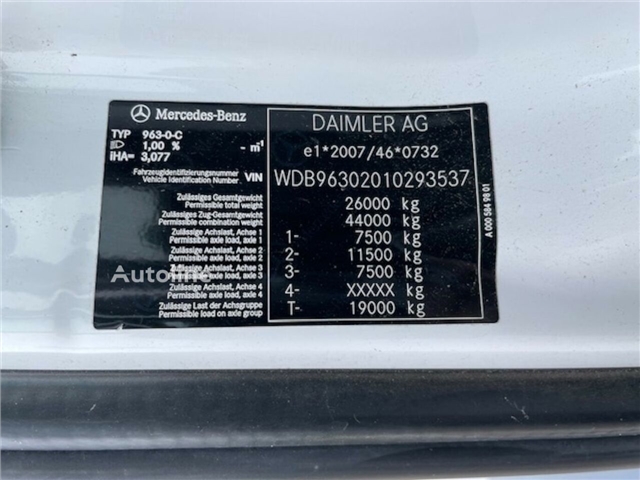 Mercedes-Benz DAIMLER AG
TYP 963-0-C
1,00 % - m-1
iHA= 3,077 e1*2007/46*0732
Fahrzeugidentifizierungsnummer
Vehicle Identification Number VIN WDB96302010293537
Zulässiges Gesamtgewicht
Permissible total weight 26000 kg
Zulässiges Zug-Gesamtgewicht
Permissible combination weight 44000 kg
Zulässige Achslast, Achse 1
Permissible axle load, axle 1 1- 7500 kg
Zulässige Achslast, Achse 2
Permissible axle load, axle 2 2- 11500 kg
Zulässige Achslast, Achse 3
Permissible axle load, axle 3 3- 7500 kg
Zulässige Achslast, Achse 4
Permissible axle load, axle 4 4- XXXXX kg
Zulässige Last der Achsgruppe
Permissible load on axle group T- 19000 kg
A 000 584 98 01
Autoline